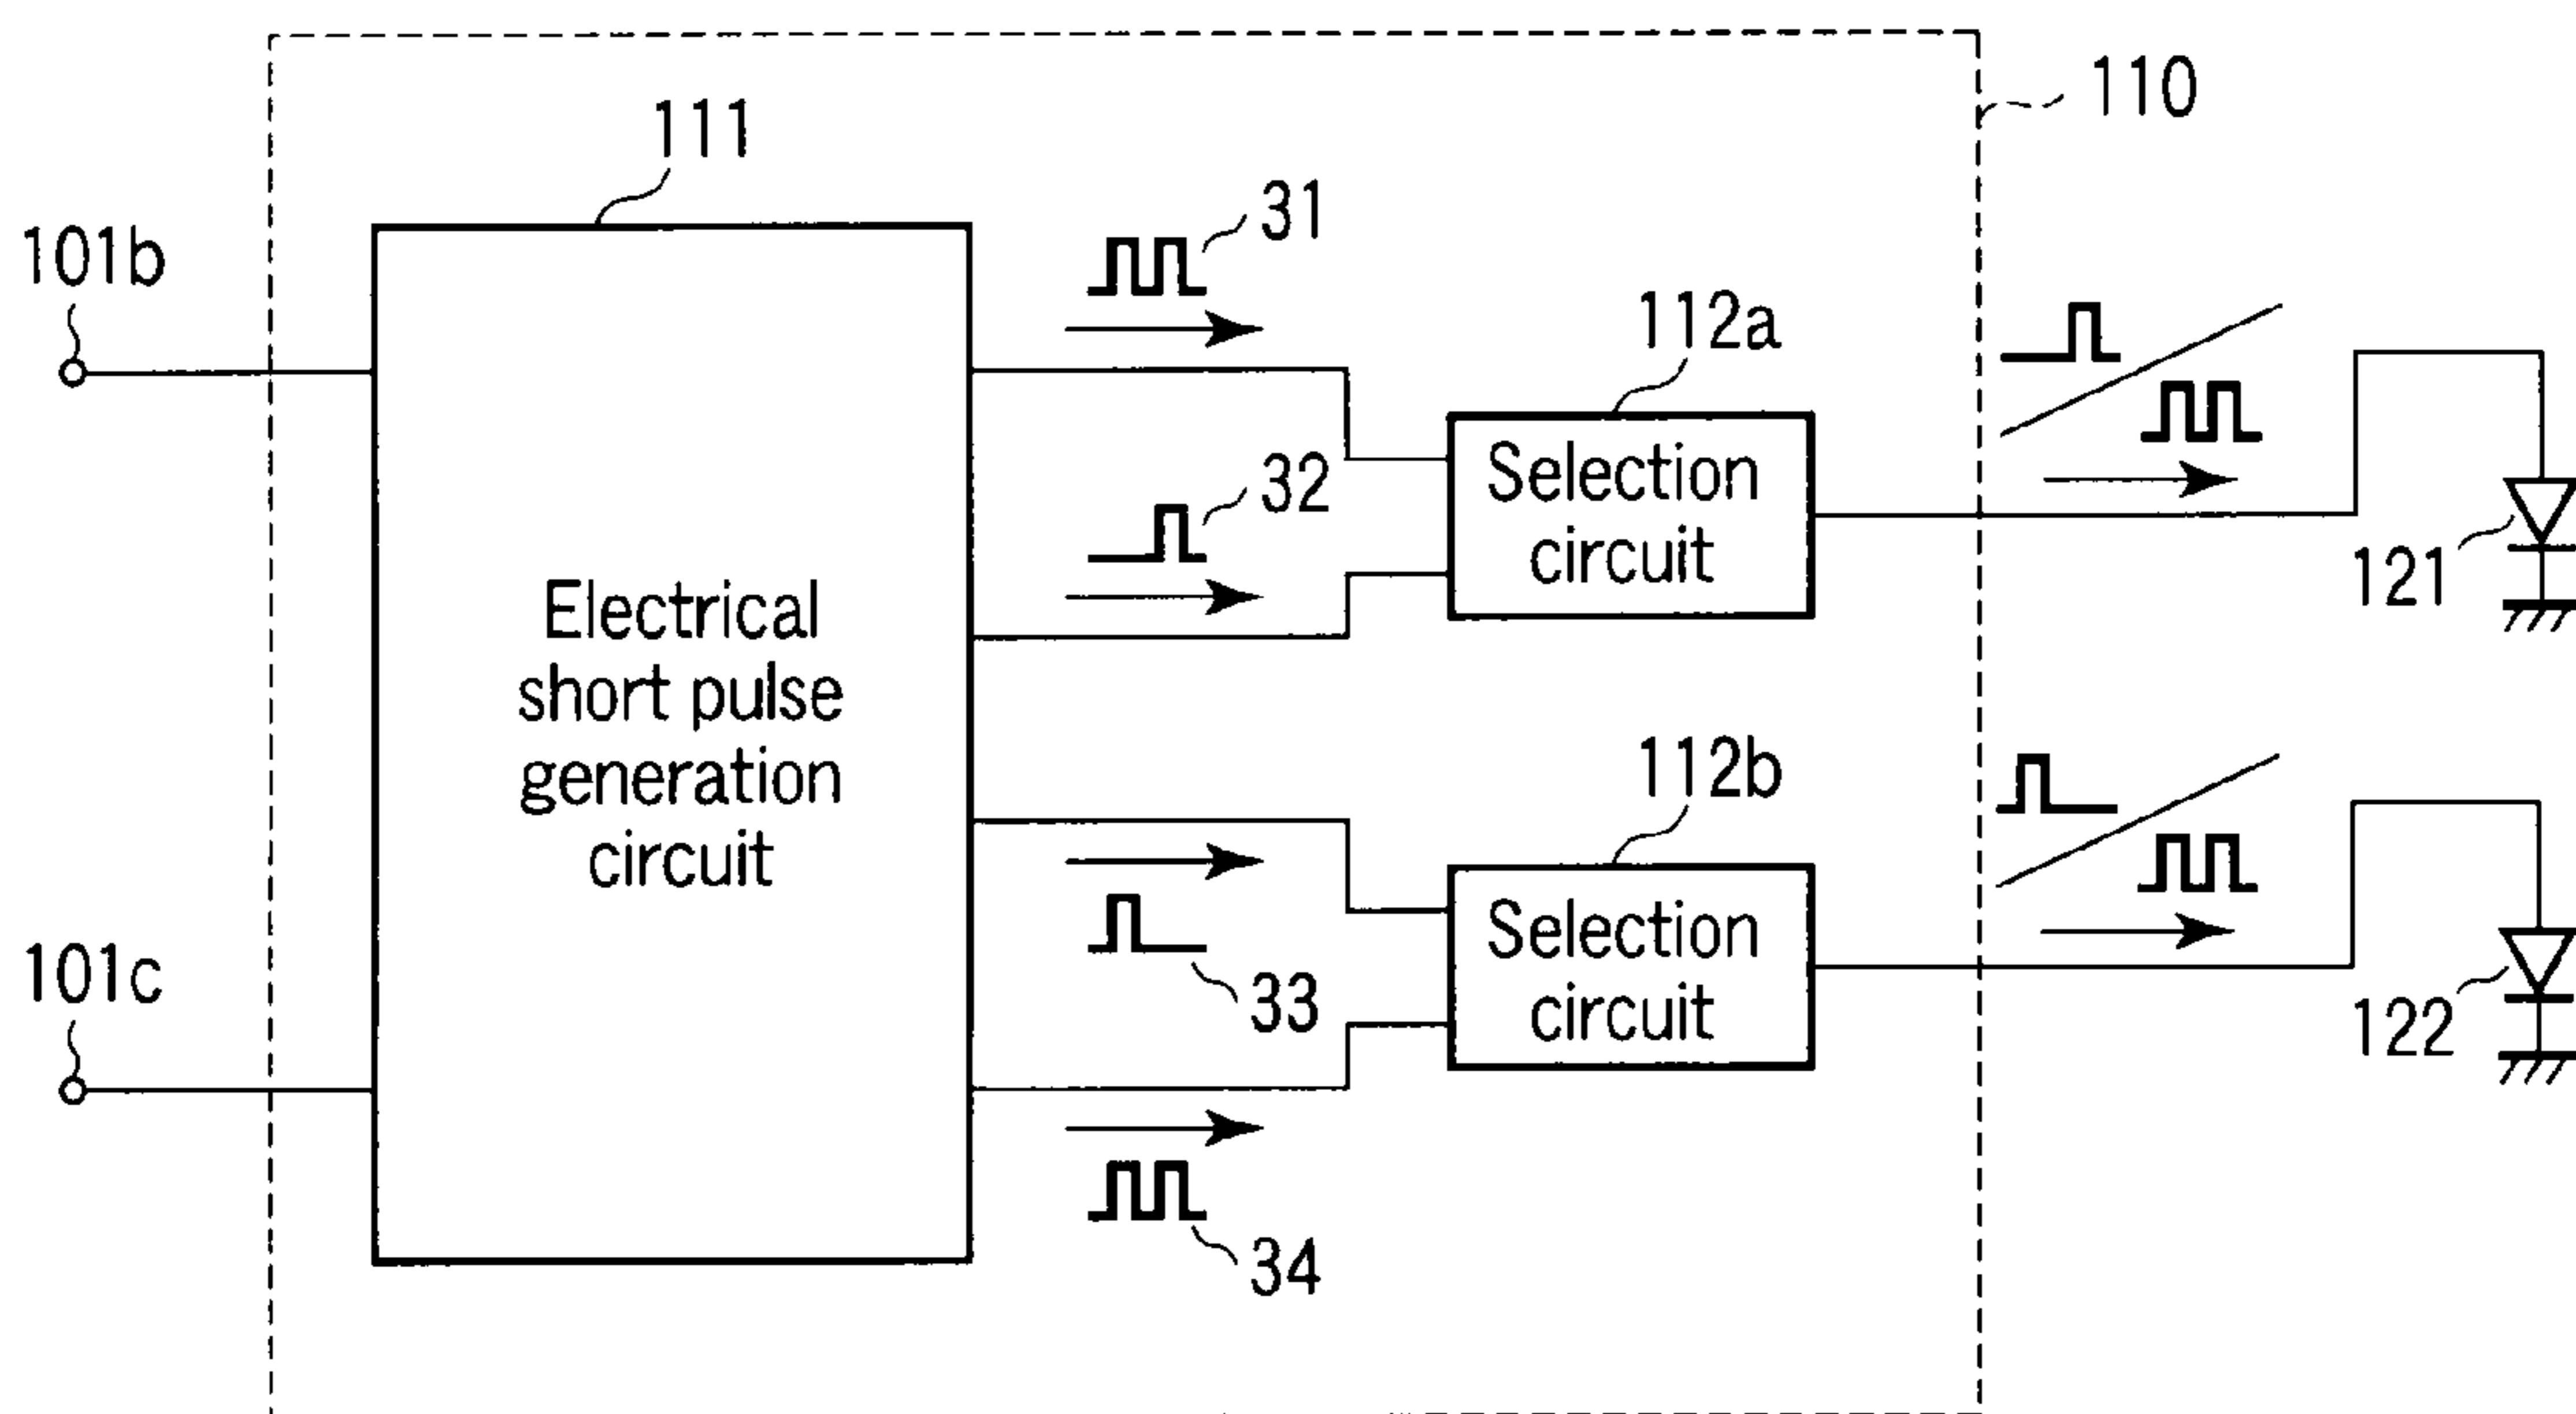 110
111
101b
31
112a
Selection
circuit
32
121
Electrical
short pulse
generation
circuit
112b
Selection
circuit
33
101c
122
34